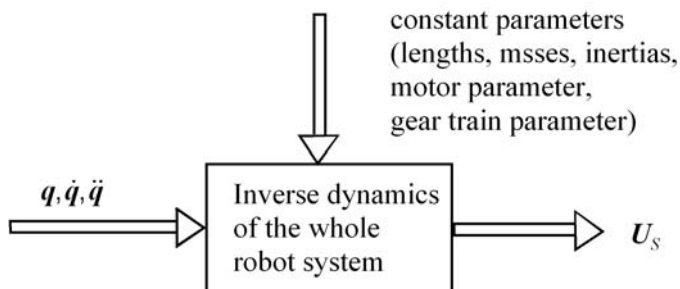 constant parameters
(lengths, msses, inertias,
motor parameter,
gear train parameter)
q, q̇, q̈
Inverse dynamics
of the whole
robot system
U_S